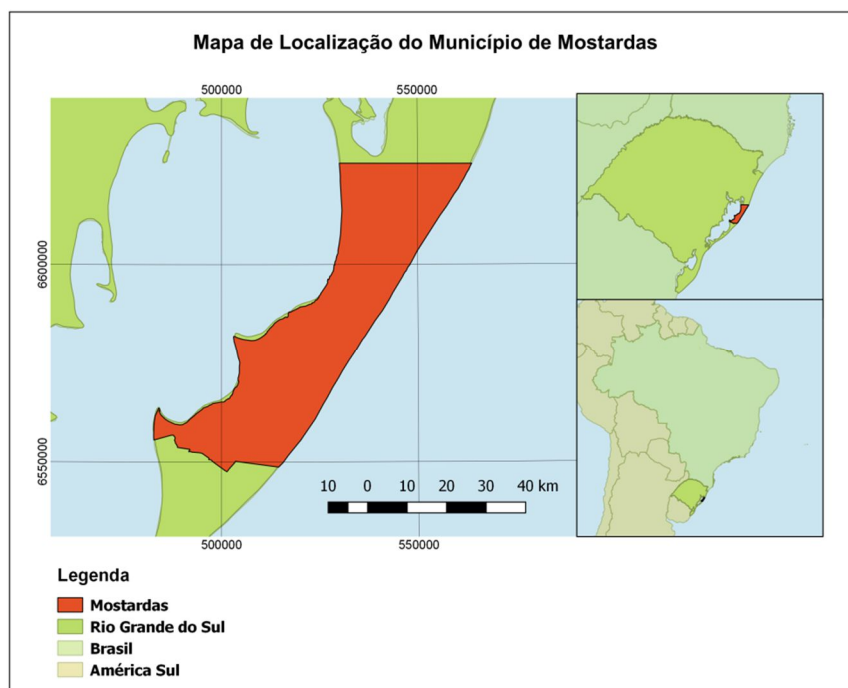 Mapa de Localização do Município de Mostardas
500000 550000
6600000
6550000
10 0 10 20 30 40 km
500000 550000
Legenda
Mostardas
Rio Grande do Sul
Brasil
América Sul